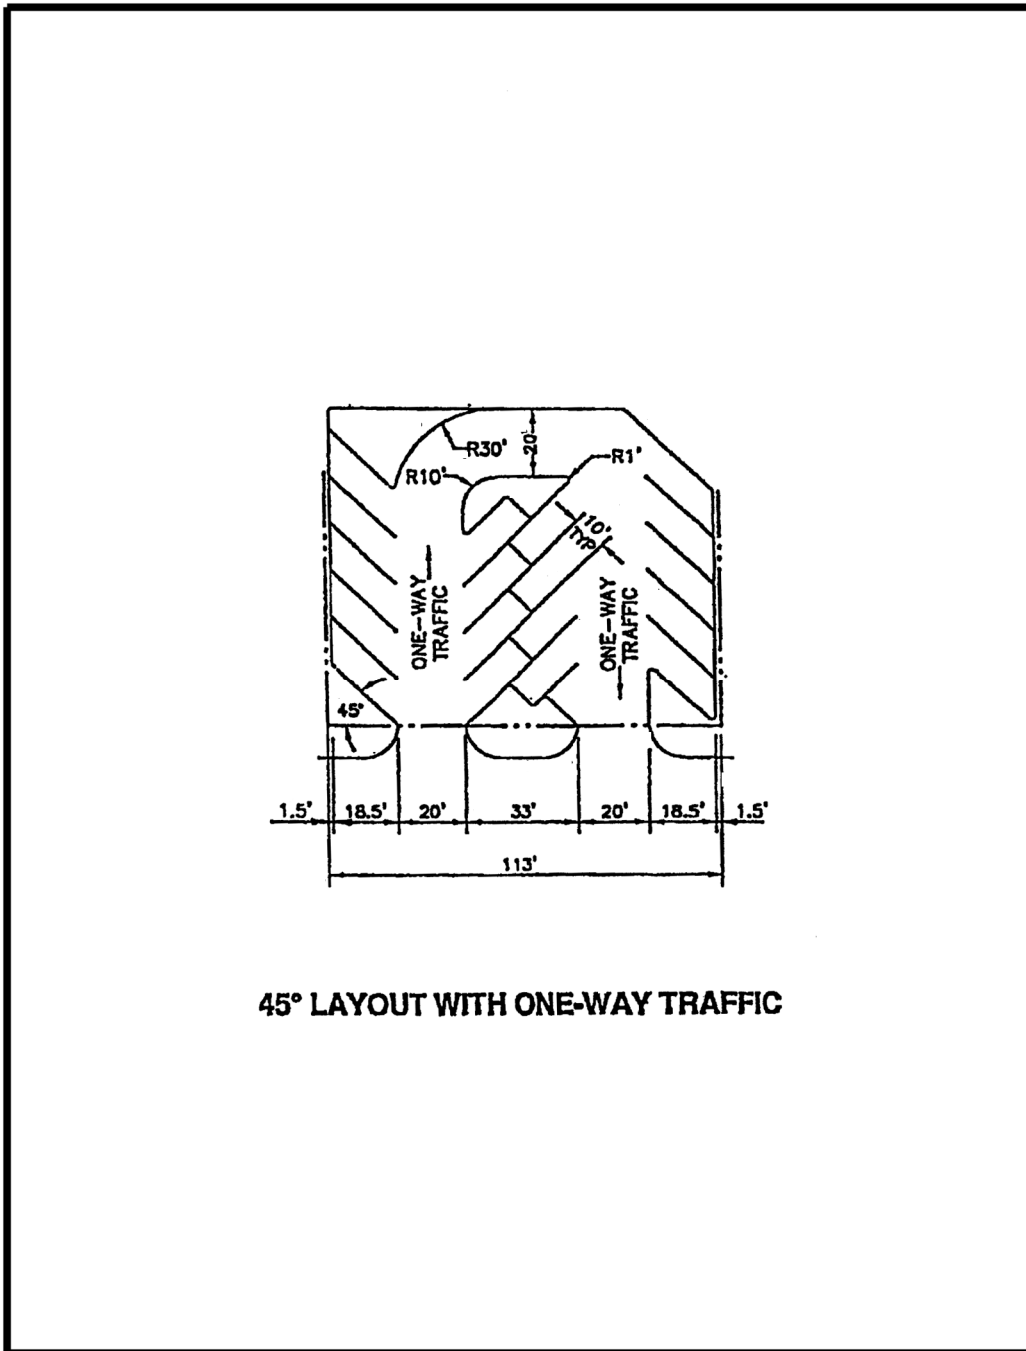 R30'
20'
R1'
R10'
10'
TYP
ONE-WAY
TRAFFIC
ONE-WAY
TRAFFIC
45°
1.5'
18.5'
20'
33'
20'
18.5'
1.5'
113'
45° LAYOUT WITH ONE-WAY TRAFFIC